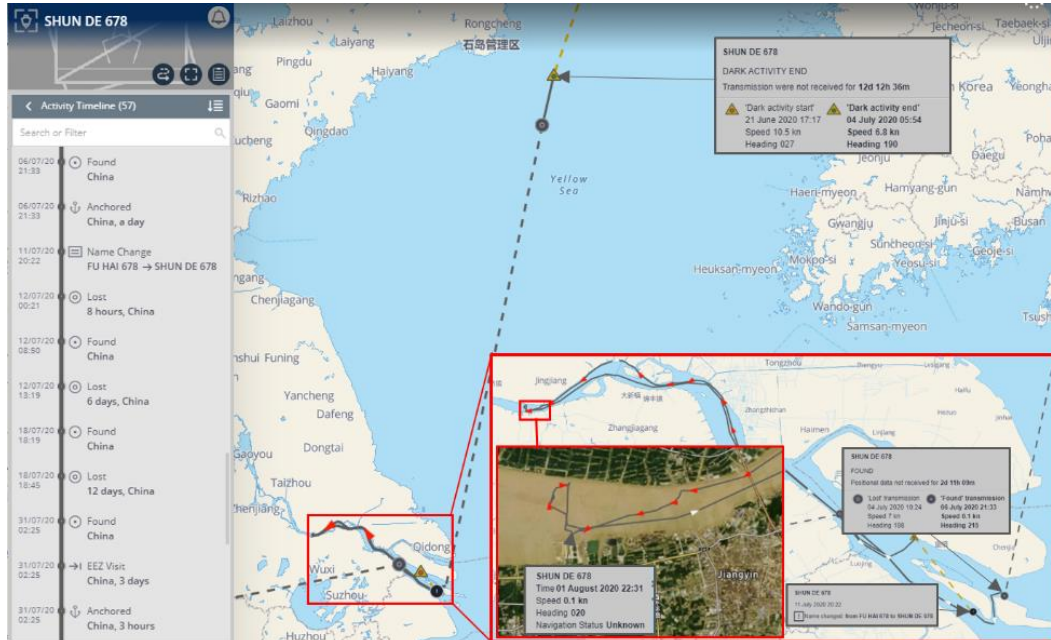 SHUN DE 678
Activity Timeline (57)
Search or Filter
06/07/20 Found
21:33 China
06/07/20 Anchored
21:33 China, a day
11/07/20 Name Change
20:22 FU HAI 678 → SHUN DE 678
12/07/20 Lost
00:21 8 hours, China
12/07/20 Found
08:50 China
12/07/20 Lost
13:19 6 days, China
18/07/20 Found
18:19 China
18/07/20 Lost
18:45 12 days, China
31/07/20 Found
02:25 China
31/07/20 EEZ Visit
02:25 China, 3 days
31/07/20 Anchored
02:25 China, 3 hours
Laizhou
Rongcheng
石岛管理区
Laiyang
Pingdu
Haiyang
Gaomi
Qingdao
Rizhao
Yellow
Sea
Chenjiagang
Funing
Yancheng
Dafeng
Dongtai
Gaoyou
Taizhou
Qidong
Wuxi
Suzhou
Huzhou
Jecheon-si
Taebaek-si
Korea
Jeonju
Daegu
Haeri-myeon
Hamyang-gun
Gwangju
Jinju-si
Busan
Suncheon-si
Mokpo-si
Yeosu-si
Geoje-si
Heuksan-myeon
Wando-gun
Samsan-myeon
SHUN DE 678
DARK ACTIVITY END
Transmission were not received for 12d 12h 36m
'Dark activity start' 'Dark activity end'
21 June 2020 17:17 04 July 2020 05:54
Speed 10.5 kn Speed 6.8 kn
Heading 027 Heading 190
Jingjiang
Tongzhou
Zhangjiagang
Haimen
SHUN DE 678
FOUND
Positional data not received for 2d 11h 09m
'Lost' transmission 'Found' transmission
04 July 2020 10:24 06 July 2020 21:33
Speed 7 kn Speed 0.1 kn
Heading 215
Jiangyin
SHUN DE 678
Time 01 August 2020 22:31
Speed 0.1 kn
Heading 020
Navigation Status Unknown
SHUN DE 678
11 July 2020 20:22
Name changed: from FU HAI 678 to SHUN DE 678